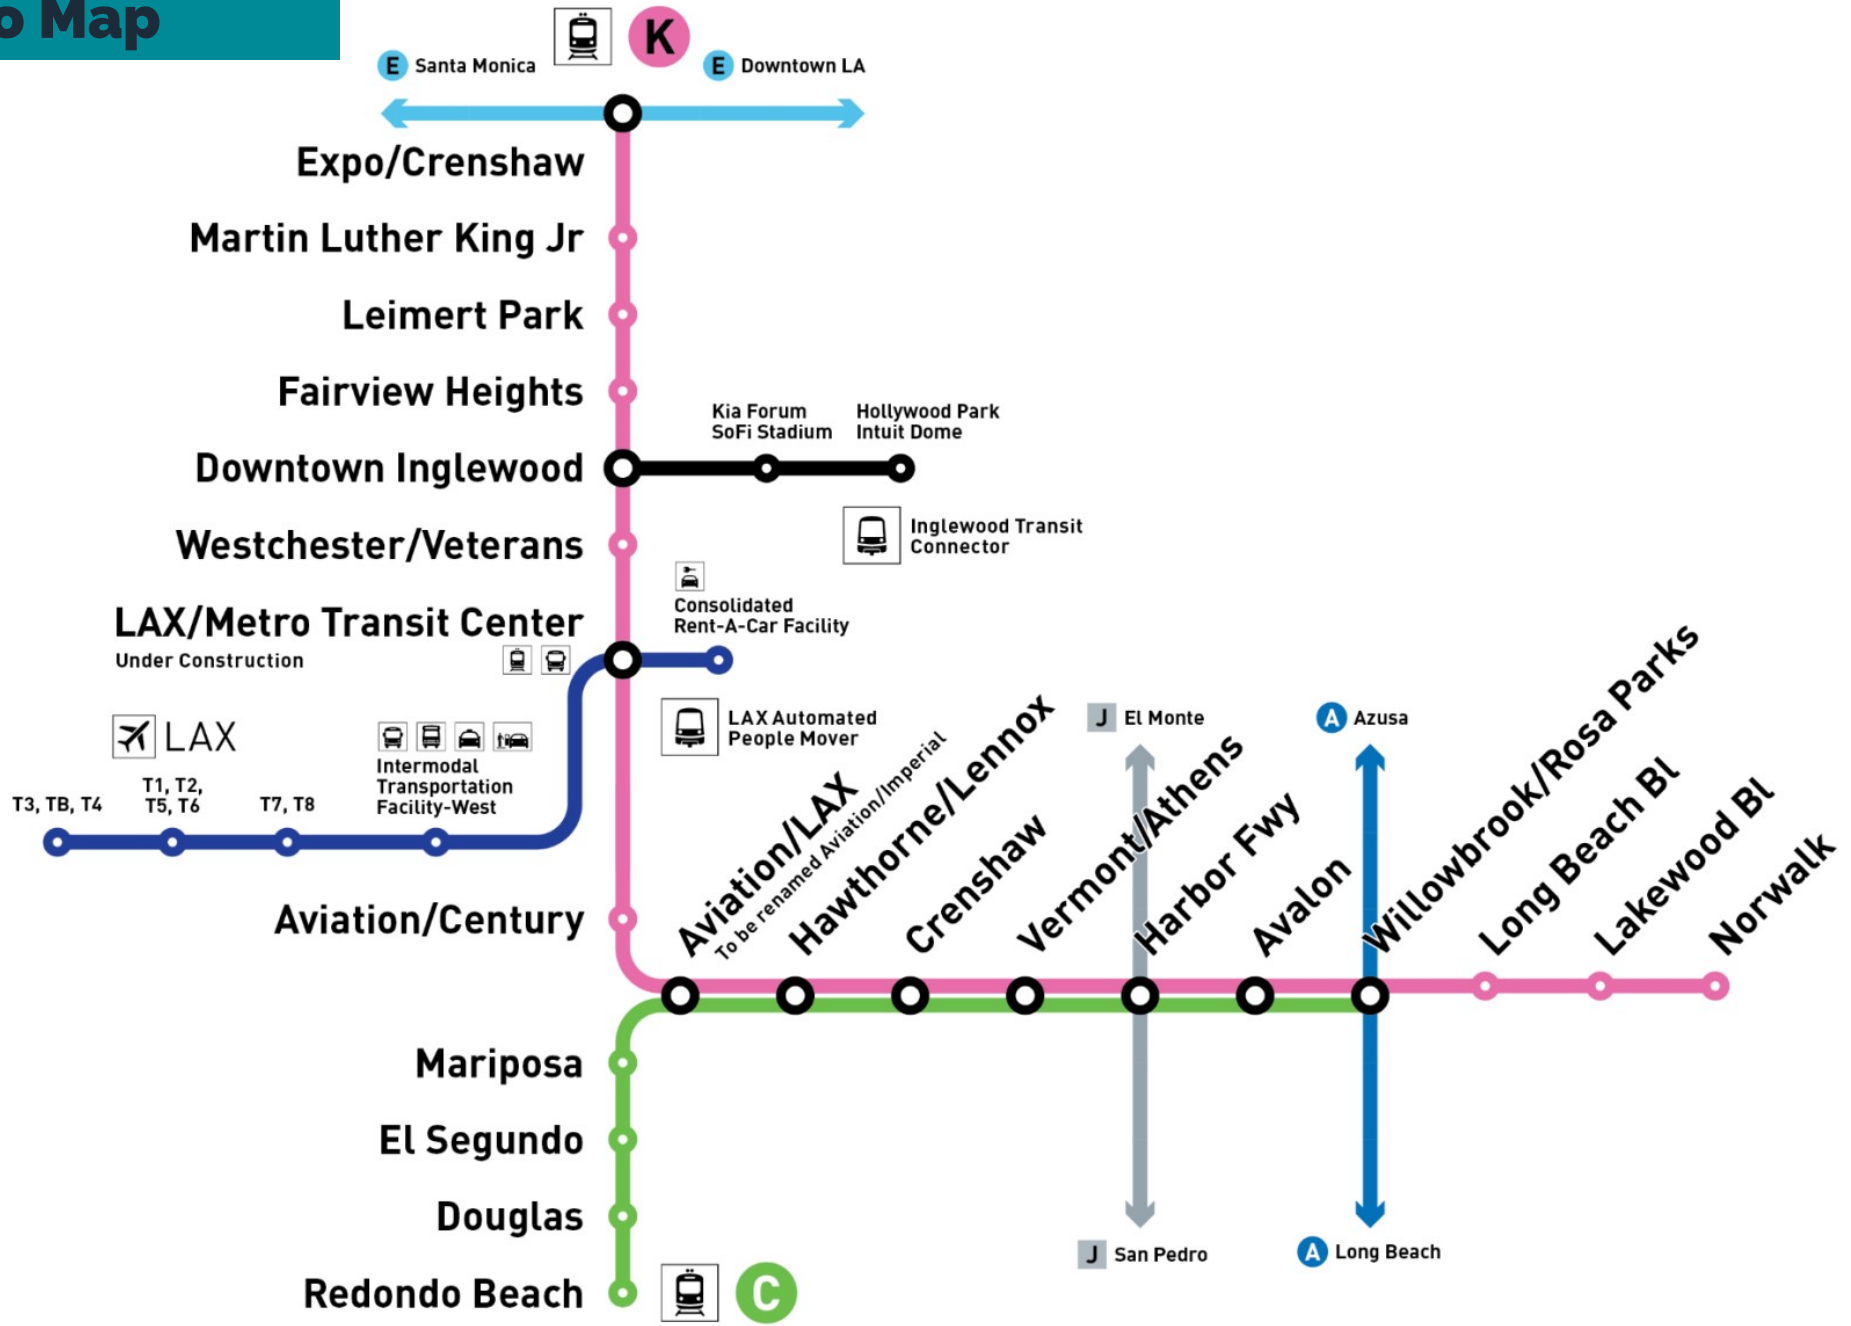 Map
K
E Santa Monica
E Downtown LA
Expo/Crenshaw
Martin Luther King Jr
Leimert Park
Fairview Heights
Kia Forum
SoFi Stadium
Hollywood Park
Intuit Dome
Downtown Inglewood
Inglewood Transit
Connector
Westchester/Veterans
Consolidated
Rent-A-Car Facility
LAX/Metro Transit Center
Under Construction
LAX
LAX Automated
People Mover
Intermodal
Transportation
Facility-West
T3, TB, T4
T1, T2,
T5, T6
T7, T8
J El Monte
A Azusa
Aviation/Century
Aviation/LAX
To be renamed Aviation/Imperial
Hawthorne/Lennox
Crenshaw
Vermont/Athens
Harbor Fwy
Avalon
Willowbrook/Rosa Parks
Long Beach Bl
Lakewood Bl
Norwalk
Mariposa
El Segundo
Douglas
J San Pedro
A Long Beach
Redondo Beach
C